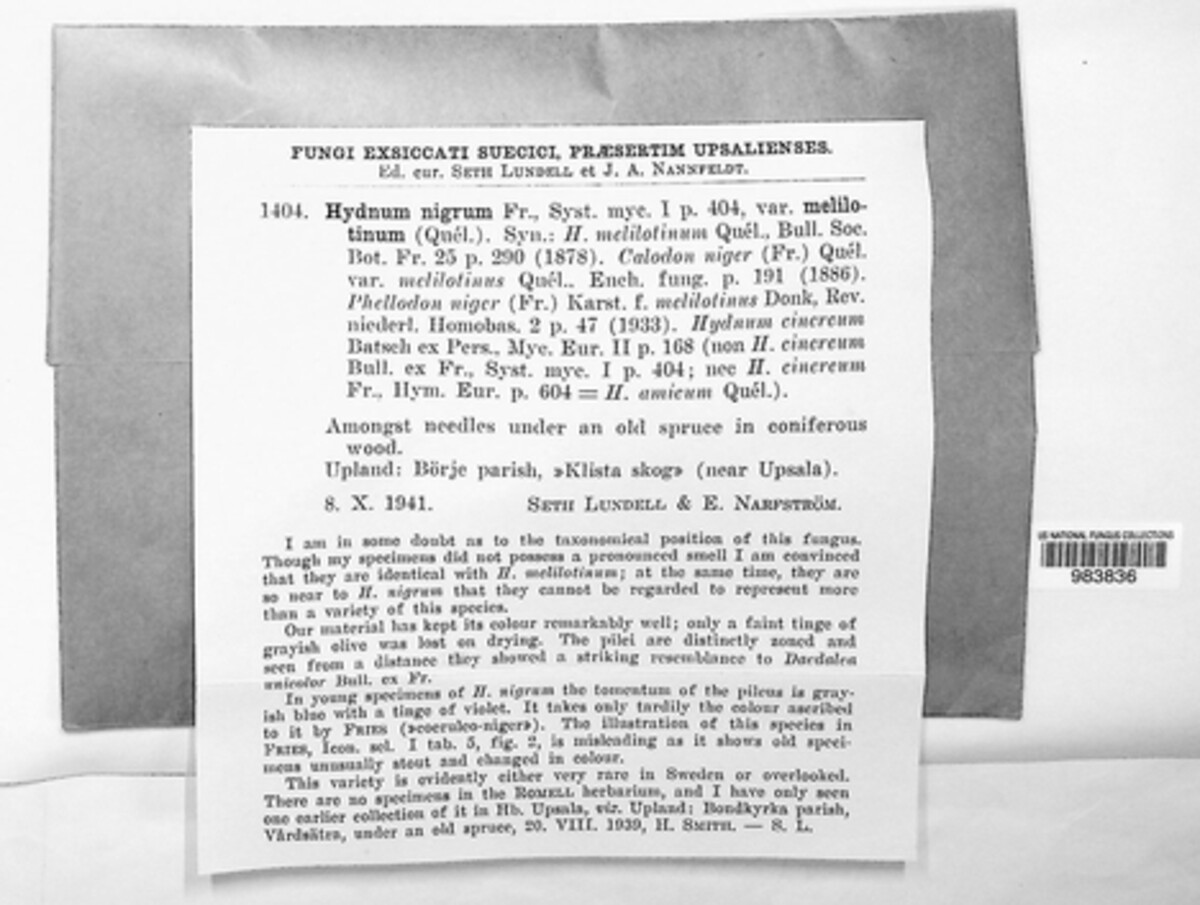 FUNGI EXSICCATI SUECICI, PRÆSERTIM UPSALIENSES.
Ed. cur. SETH LUNDELL et J. A. NANNFELDT.
1404. Hydnum nigrum Fr., Syst. myc. I p. 404, var. melilo-
tinum (Quél.). Syn.: H. melilotinum Quél., Bull. Soc.
Bot. Fr. 25 p. 290 (1878). Calodon niger (Fr.) Quél.
var. melilotinus Quél., Ench. fung. p. 191 (1886).
Phellodon niger (Fr.) Karst. f. melilotinus Donk, Rev.
niederl. Homobas. 2 p. 47 (1933). Hydnum cinereum
Batsch ex Pers., Myc. Eur. II p. 168 (non H. cinereum
Bull. ex Fr., Syst. myc. I p. 404; nec H. cinereum
Fr., Hym. Eur. p. 604 = H. amicum Quél.).
Amongst needles under an old spruce in coniferous
wood.
Upland: Börje parish, »Klista skog» (near Upsala).
8. X. 1941. SETH LUNDELL & E. NARFSTRÖM.
I am in some doubt as to the taxonomical position of this fungus.
Though my specimens did not possess a pronounced smell I am convinced
that they are identical with H. melilotinum; at the same time, they are
so near to H. nigrum that they cannot be regarded to represent more
than a variety of this species.
Our material has kept its colour remarkably well; only a faint tinge of
grayish olive was lost on drying. The pilei are distinctly zoned and
seen from a distance they showed a striking resemblance to Daedalea
unicolor Bull. ex Fr.
In young specimens of H. nigrum the tomentum of the pileus is gray-
ish blue with a tinge of violet. It takes only tardily the colour ascribed
to it by FRIES (»coeruleo-niger»). The illustration of this species in
FRIES, Icon. sel. I tab. 5, fig. 2, is misleading as it shows old speci-
mens unusually stout and changed in colour.
This variety is evidently either very rare in Sweden or overlooked.
There are no specimens in the ROMELL herbarium, and I have only seen
one earlier collection of it in Hb. Upsala, viz. Upland: Bondkyrka parish,
Vårdsäten, under an old spruce, 20. VIII. 1939, H. SMITH. — S. L.
US NATIONAL FUNGUS COLLECTIONS
983836